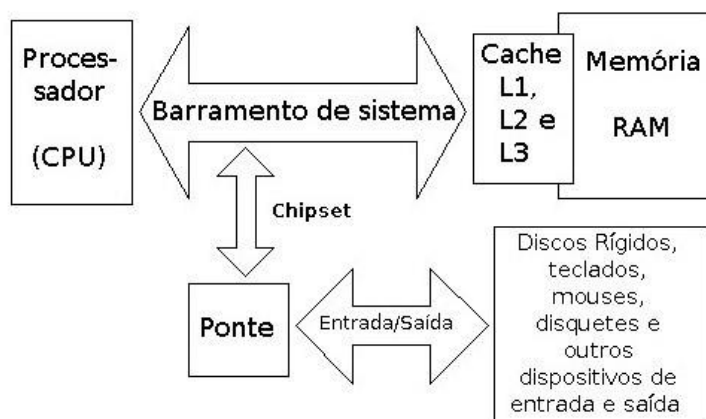 Proces-
sador
(CPU)
Barramento de sistema
Cache
L1,
L2 e
L3
Memória
RAM
Chipset
Ponte
Entrada/Saída
Discos Rígidos,
teclados,
mouses,
disquetes e
outros
dispositivos de
entrada e saída